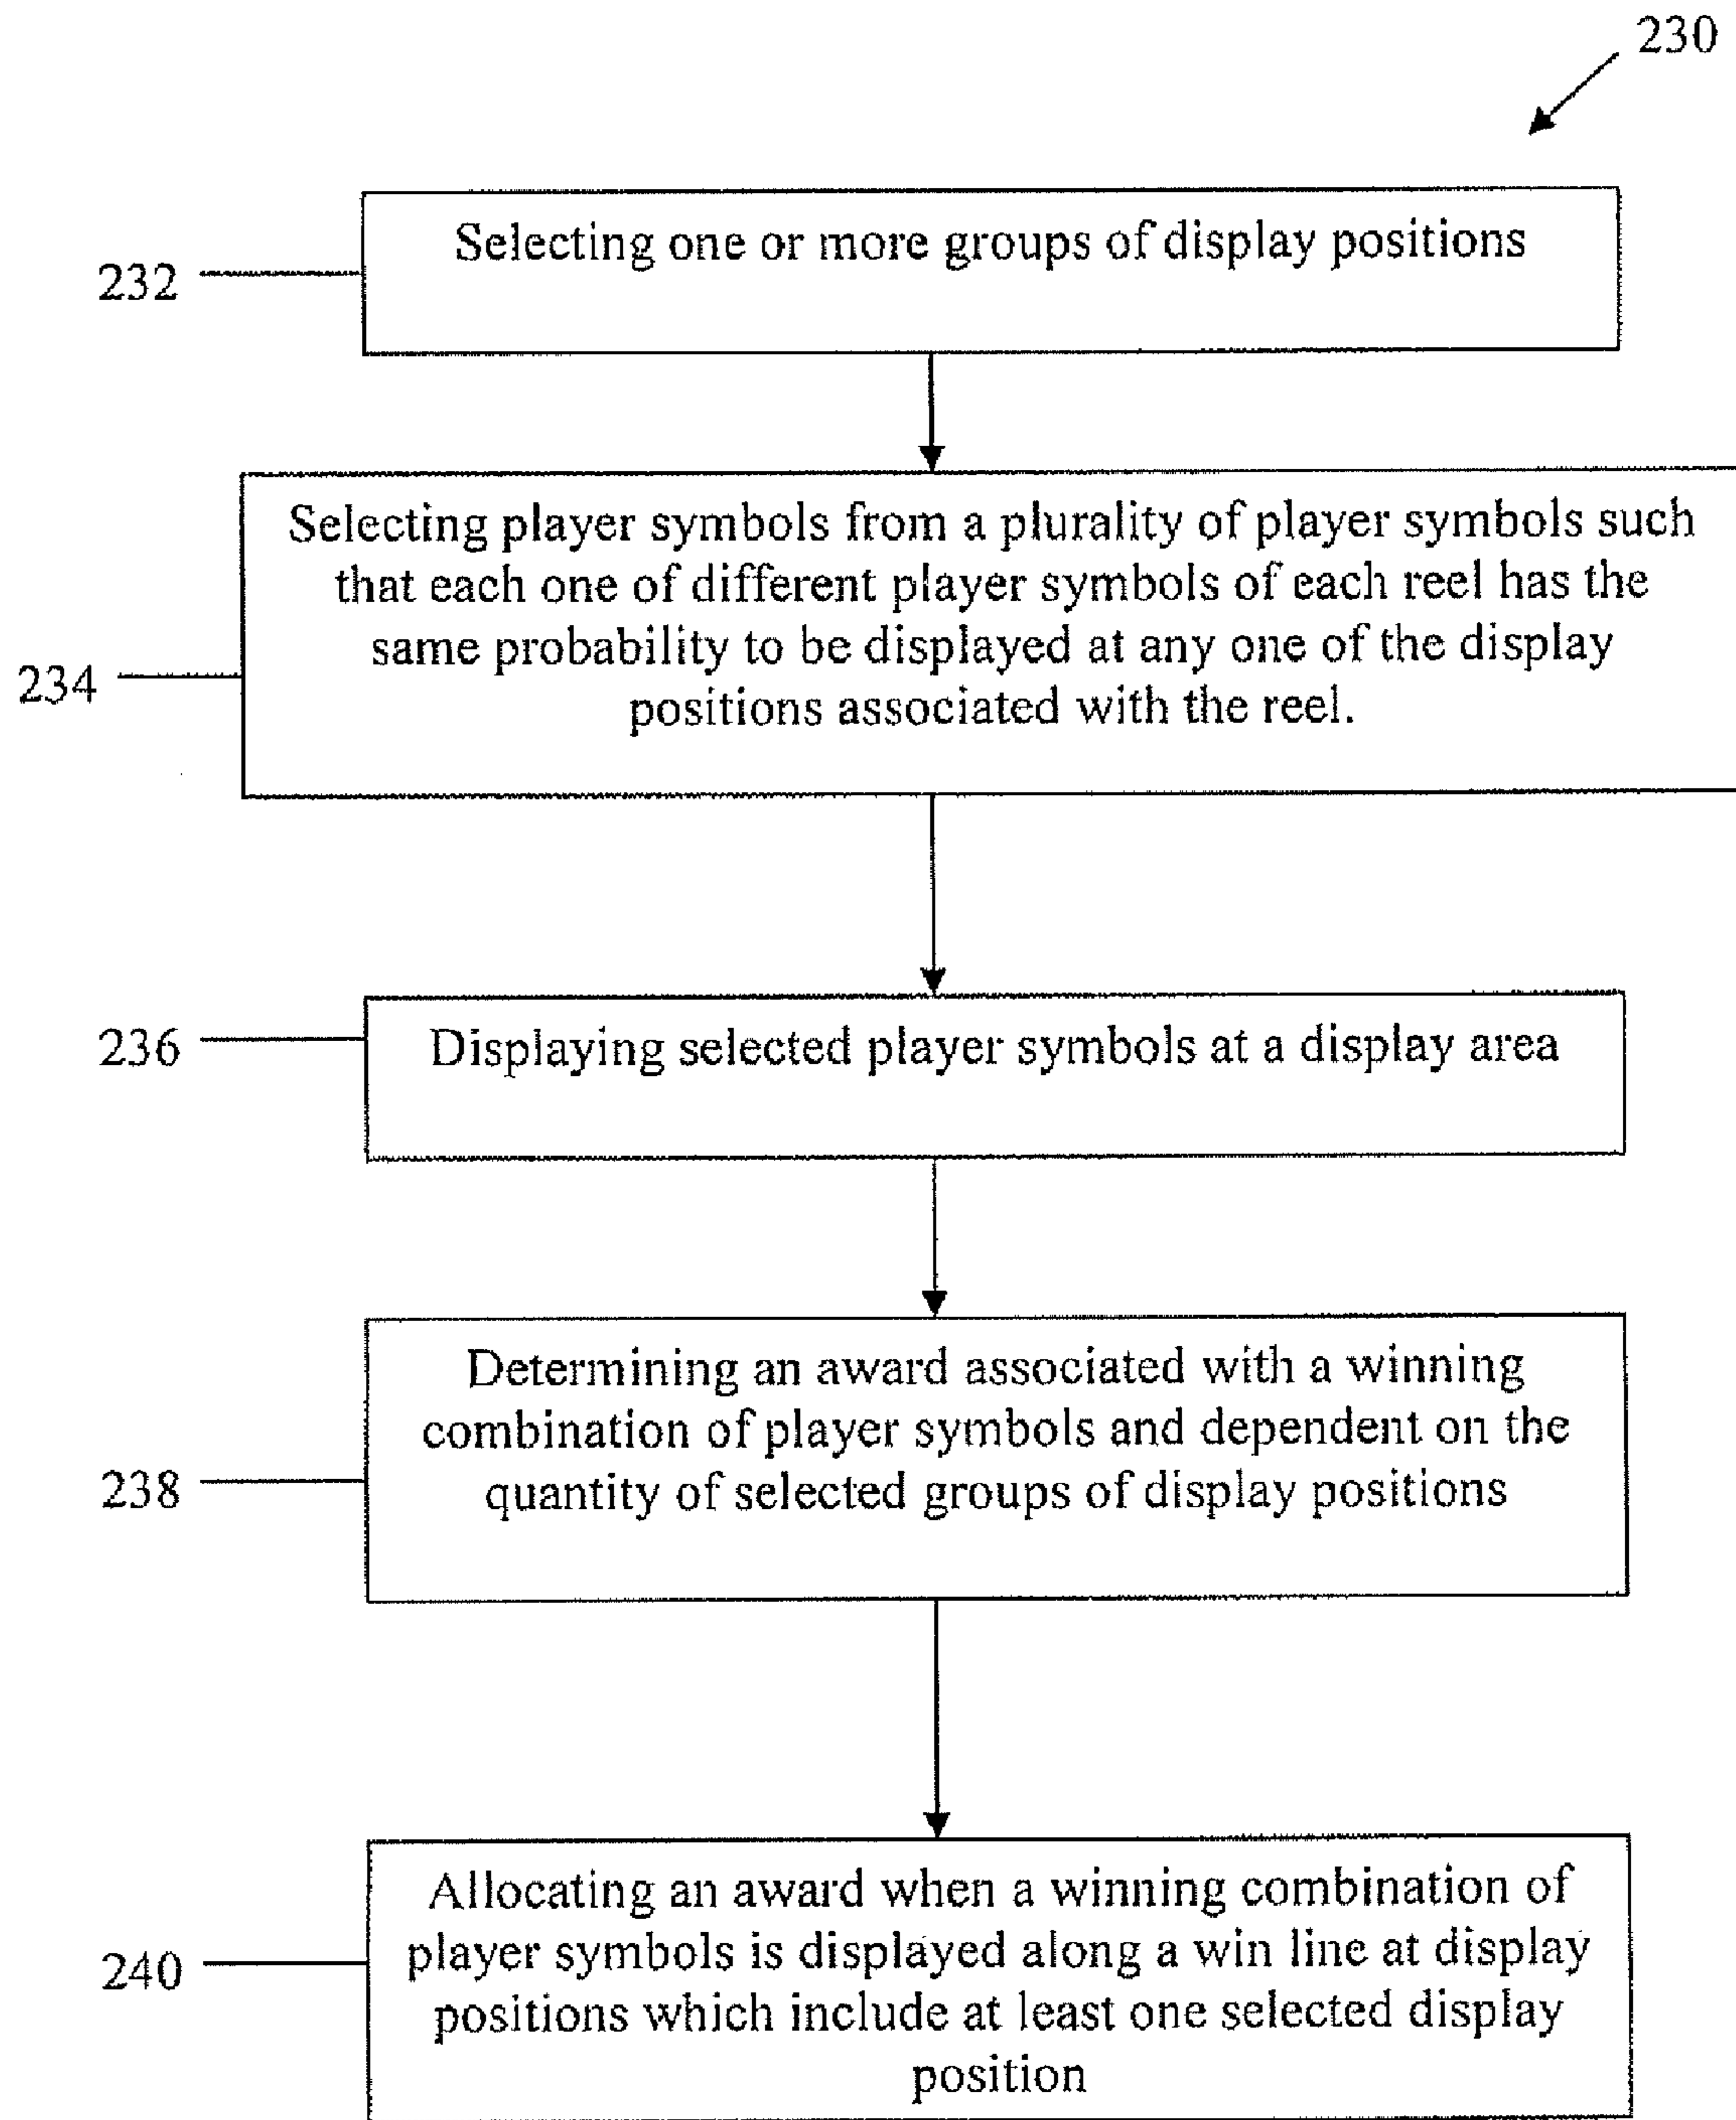 230
232
Selecting one or more groups of display positions
234
Selecting player symbols from a plurality of player symbols such
that each one of different player symbols of each reel has the
same probability to be displayed at any one of the display
positions associated with the reel.
236
Displaying selected player symbols at a display area
238
Determining an award associated with a winning
combination of player symbols and dependent on the
quantity of selected groups of display positions
240
Allocating an award when a winning combination of
player symbols is displayed along a win line at display
positions which include at least one selected display
position